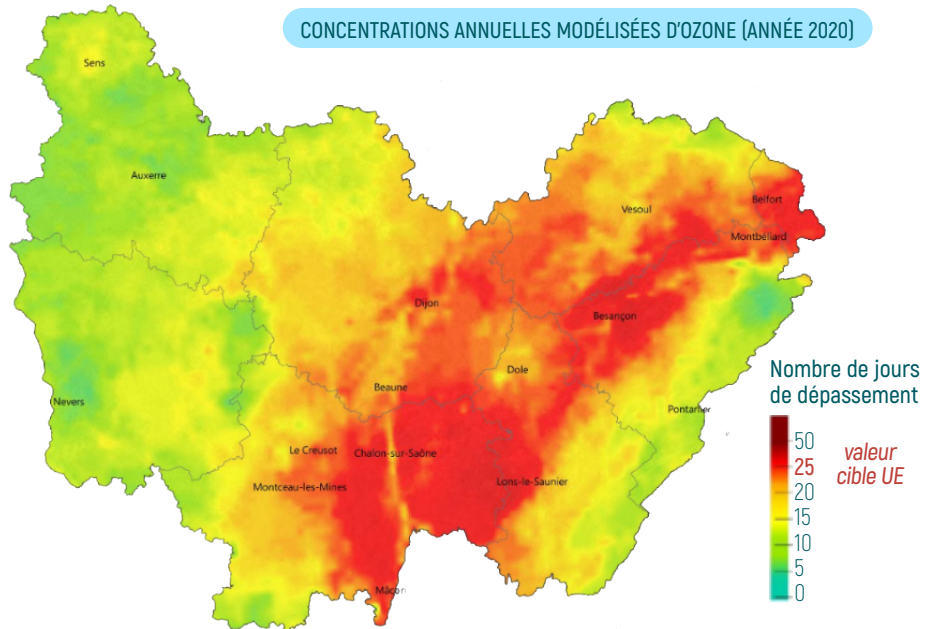 CONCENTRATIONS ANNUELLES MODÉLISÉES D'OZONE (ANNÉE 2020)
Sens
Auxerre
Belfort
Vesoul
Montbéliard
Dijon
Besançon
Dole
Beaune
Nevers
Pontarlier
Le Creusot
Chalon-sur-Saône
Montceau-les-Mines
Lons-le-Saunier
Mâcon
Nombre de jours
de dépassement
50
25
20
15
10
5
0
valeur
cible UE